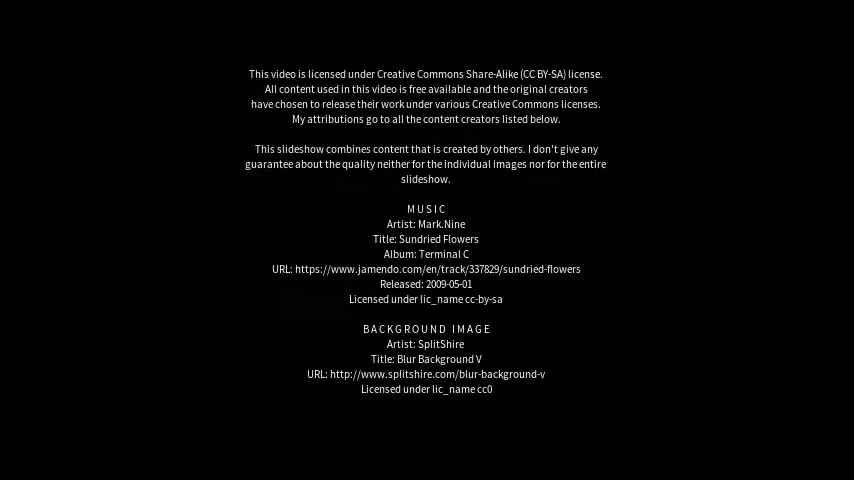 This video is licensed under Creative Commons Share-Alike (CC BY-SA) license.
All content used in this video is free available and the original creators
have chosen to release their work under various Creative Commons licenses.
My attributions go to all the content creators listed below.
This slideshow combines content that is created by others. I don't give any
guarantee about the quality neither for the individual images nor for the entire
slideshow.
MUSIC
Artist: Mark.Nine
Title: Sundried Flowers
Album: Terminal C
URL: https://www.jamendo.com/en/track/337829/sundried-flowers
Released: 2009-05-01
Licensed under lic_name cc-by-sa
BACKGROUND IMAGE
Artist: SplitShire
Title: Blur Background V
URL: http://www.splitshire.com/blur-background-v
Licensed under lic_name cc0